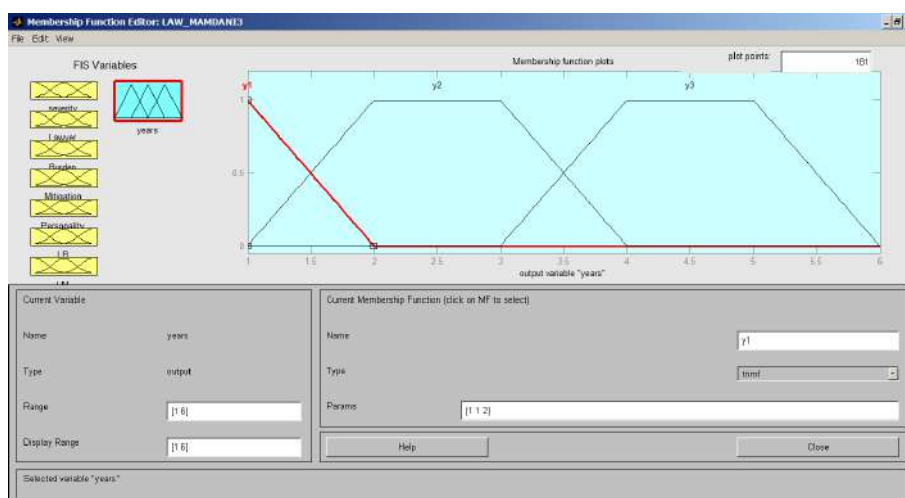 Membership Function Editor: LAW_MAMDANI3
File Edit View
FIS Variables
severity
Lawyer
Burden
Mitigation
Personality
LB
years
Membership function plots
plot points:
181
y1
y2
y3
1
0.5
0
1 1.5 2 2.5 3 3.5 4 4.5 5 5.5 6
output variable "years"
Current Variable
Name years
Type output
Range [1 6]
Display Range [1 6]
Current Membership Function (click on MF to select)
Name y1
Type trimf
Params [1 1 2]
Help
Close
Selected variable "years"